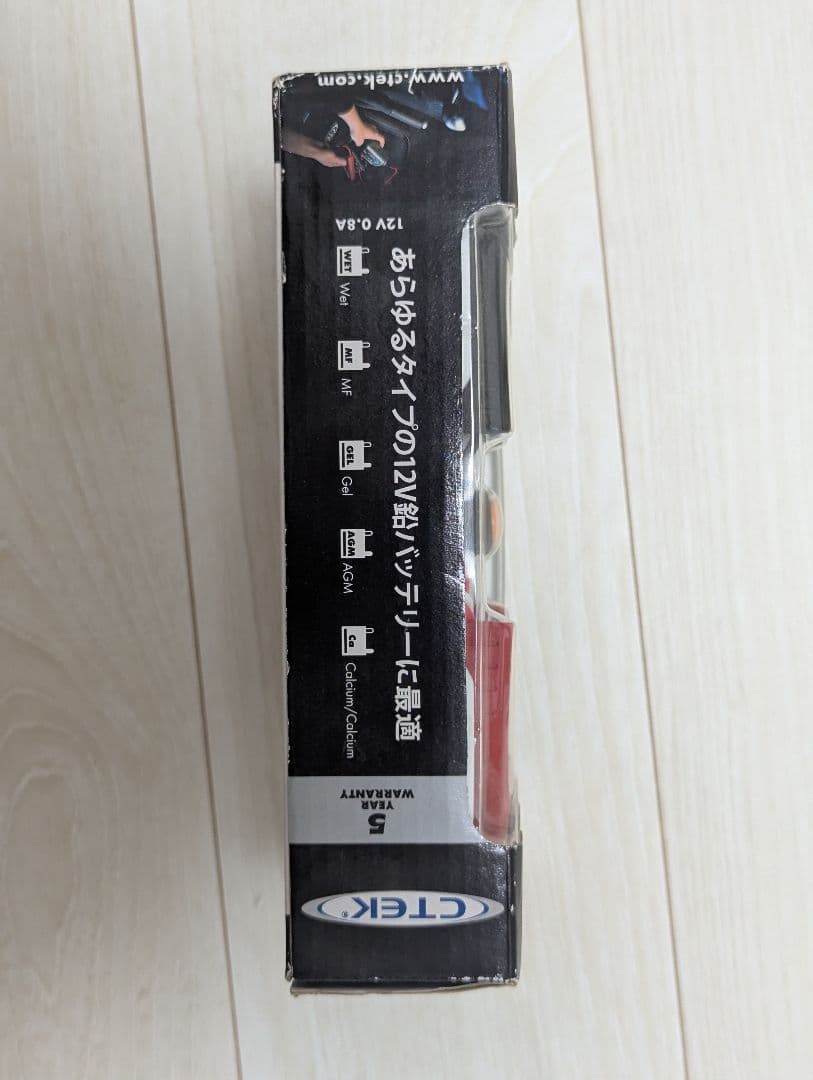 www.ctek.com
12V 0.8A
あらゆるタイプの12V鉛バッテリーに最適
WET
Wet
MF
MF
GEL
Gel
AGM
AGM
Ca
Calcium/Calcium
5
YEAR
WARRANTY
CTEK®